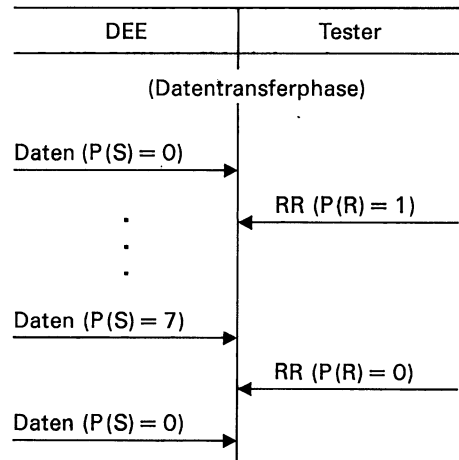 DEE Tester
(Datentransferphase)
Daten (P(S) = 0)
RR (P(R) = 1)
Daten (P(S) = 7)
RR (P(R) = 0)
Daten (P(S) = 0)